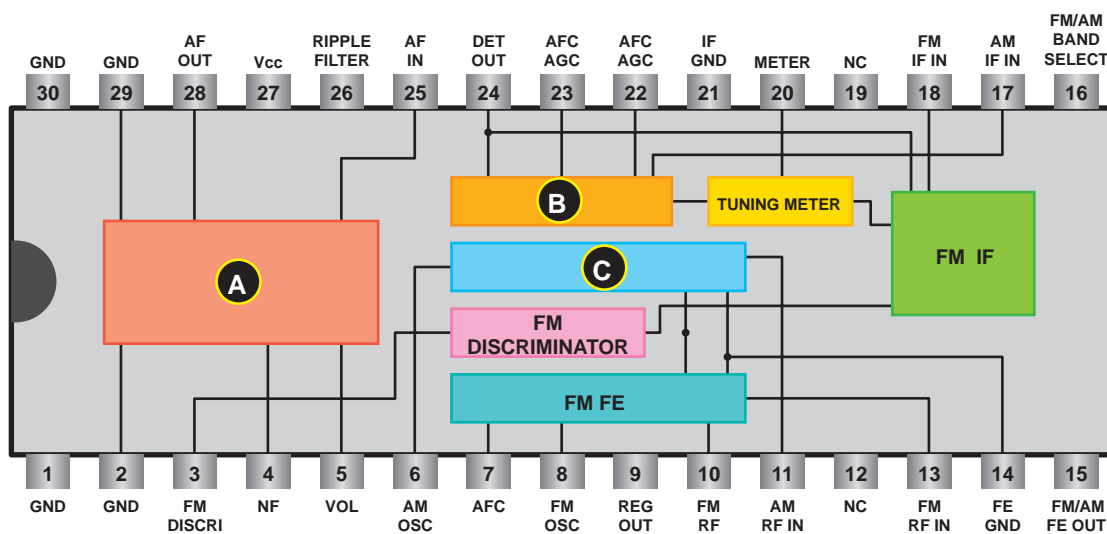 FM/AM
AF RIPPLE AF DET AFC AFC IF FM AM BAND
GND GND OUT Vcc FILTER IN OUT AGC AGC GND METER NC IF IN IF IN SELECT
30 29 28 27 26 25 24 23 22 21 20 19 18 17 16
B TUNING METER
A C FM IF
FM
DISCRIMINATOR
FM FE
1 2 3 4 5 6 7 8 9 10 11 12 13 14 15
GND GND FM NF VOL AM AFC FM REG FM AM NC FM FE FM/AM
DISCRI OSC OSC OUT RF RF IN RF IN GND FE OUT